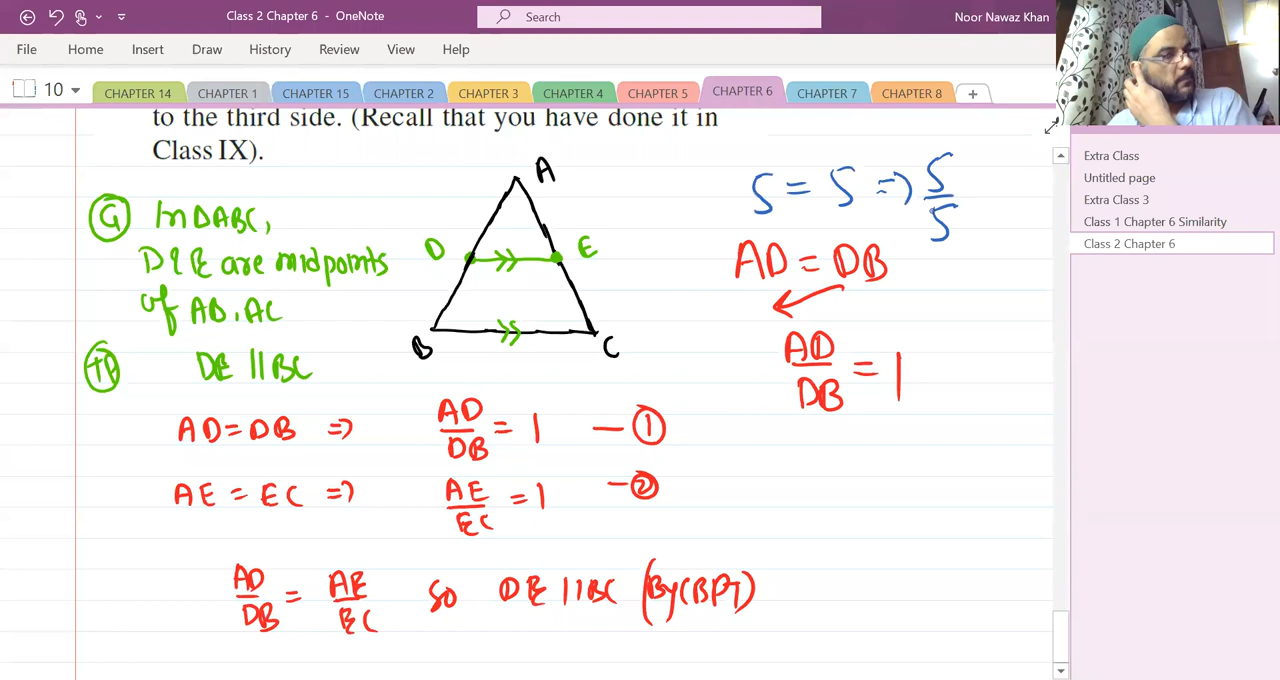 Class 2 Chapter 6 - OneNote
Search
Noor Nawaz Khan
File Home Insert Draw History Review View Help
10 CHAPTER 14 CHAPTER 1 CHAPTER 15 CHAPTER 2 CHAPTER 3 CHAPTER 4 CHAPTER 5 CHAPTER 6 CHAPTER 7 CHAPTER 8 +
Extra Class
Untitled page
Extra Class 3
Class 1 Chapter 6 Similarity
Class 2 Chapter 6
to the third side. (Recall that you have done it in
Class IX).
G In ΔABC,
D & E are midpoints
of AB, AC
TP DE || BC
A
D E
B C
5 = 5 => 5/5
AD = DB
AD/DB = 1
AD = DB => AD/DB = 1 — 1
AE = EC => AE/EC = 1 — 2
AD/DB = AE/EC so DE || BC (By CBPT)